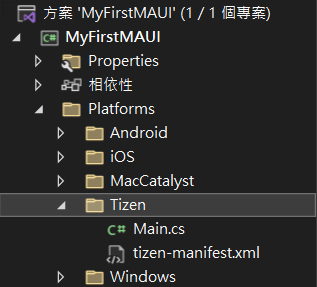 方案 'MyFirstMAUI' (1 / 1 個專案)
MyFirstMAUI
Properties
相依性
Platforms
Android
iOS
MacCatalyst
Tizen
C# Main.cs
tizen-manifest.xml
Windows